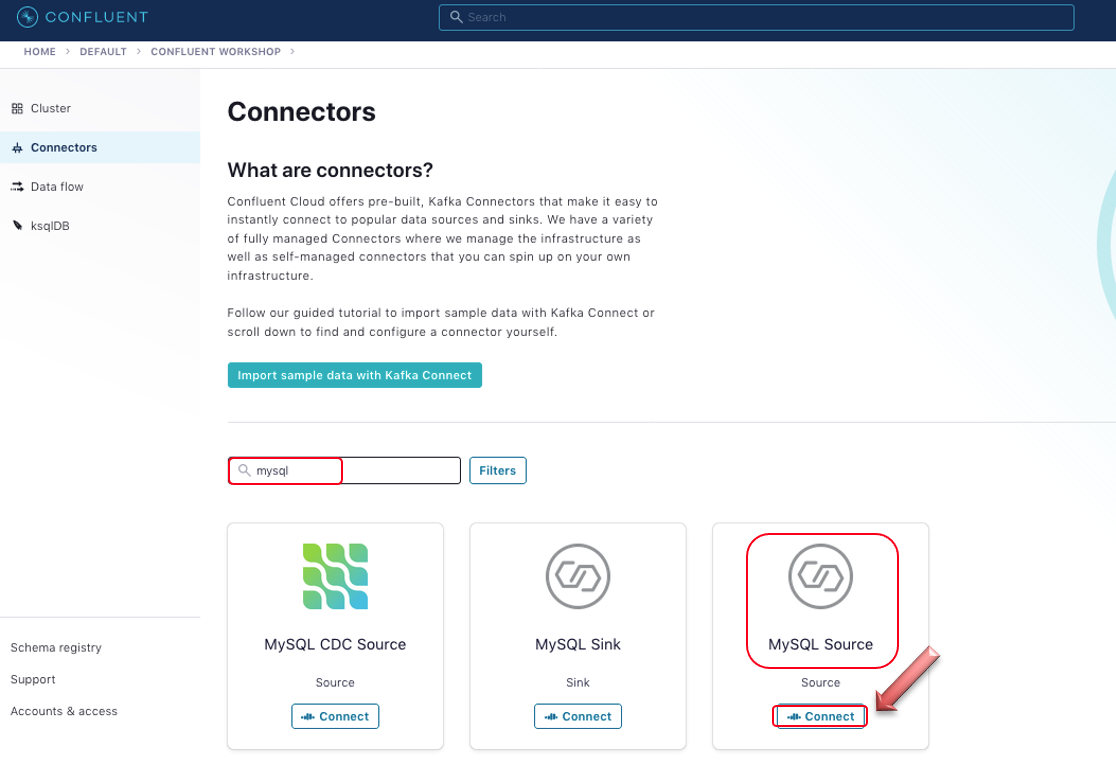 CONFLUENT
Search
HOME > DEFAULT > CONFLUENT WORKSHOP >
Cluster
Connectors
Data flow
ksqlDB
Schema registry
Support
Accounts & access
Connectors
What are connectors?
Confluent Cloud offers pre-built, Kafka Connectors that make it easy to
instantly connect to popular data sources and sinks. We have a variety
of fully managed Connectors where we manage the infrastructure as
well as self-managed connectors that you can spin up on your own
infrastructure.
Follow our guided tutorial to import sample data with Kafka Connect or
scroll down to find and configure a connector yourself.
Import sample data with Kafka Connect
mysql
Filters
MySQL CDC Source
Source
Connect
MySQL Sink
Sink
Connect
MySQL Source
Source
Connect